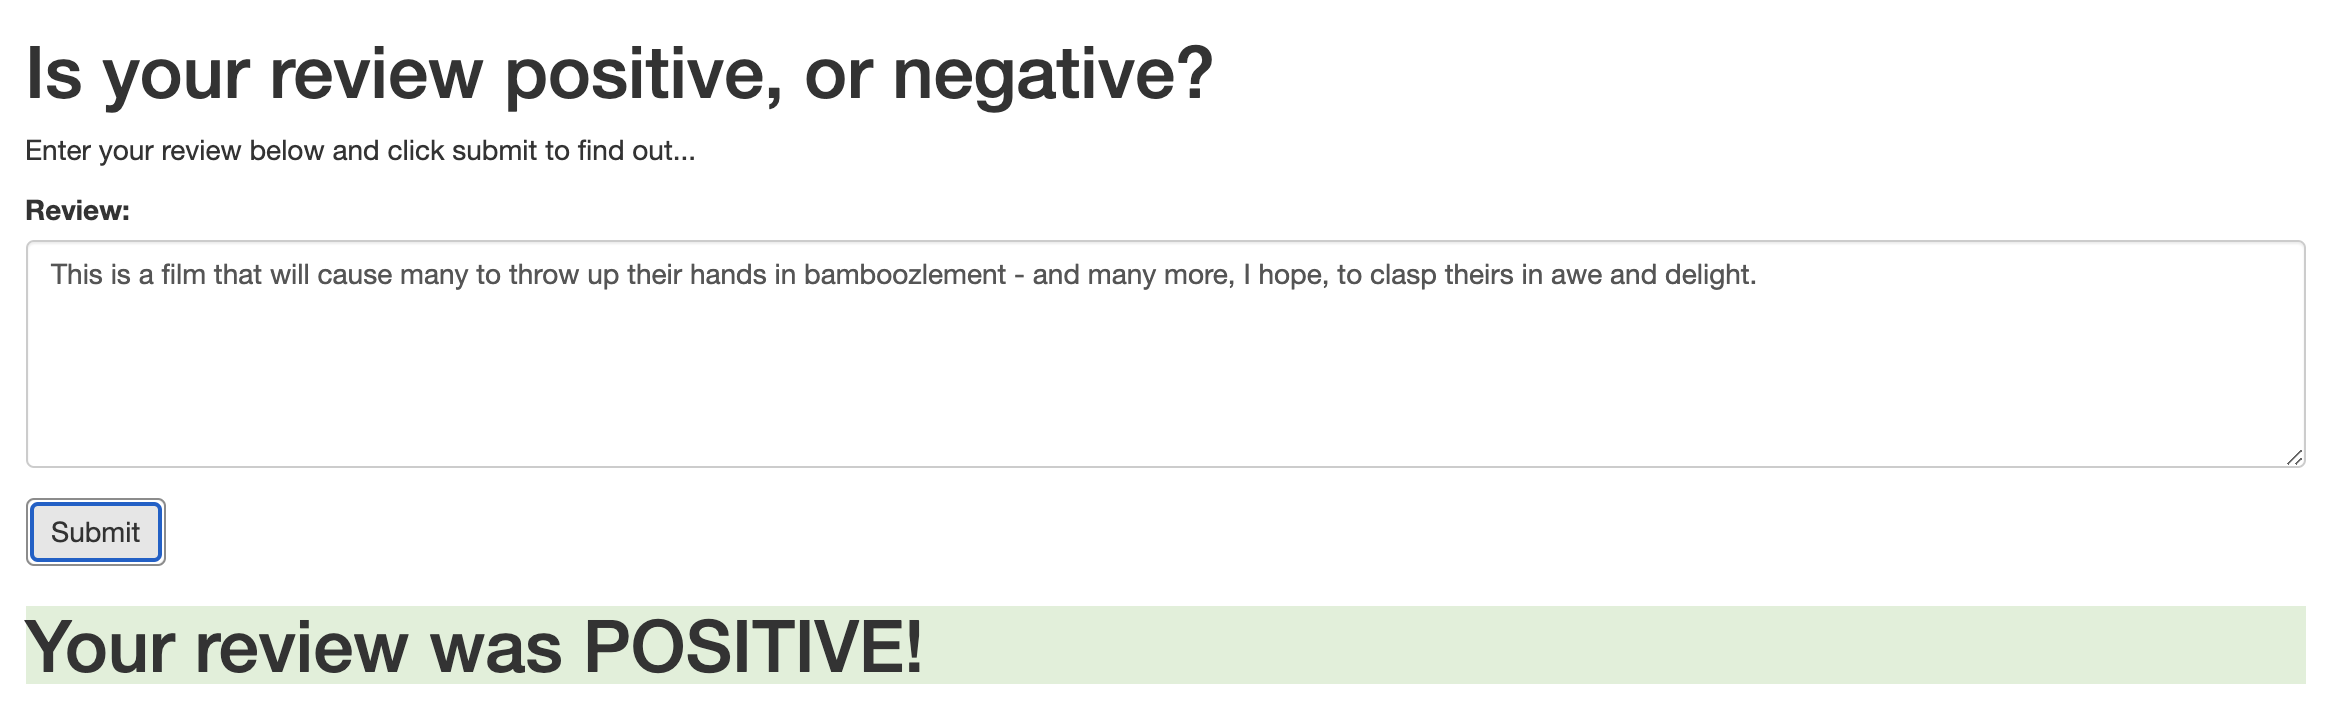 Is your review positive, or negative?
Enter your review below and click submit to find out...
Review:
This is a film that will cause many to throw up their hands in bamboozlement - and many more, I hope, to clasp theirs in awe and delight.
Submit
Your review was POSITIVE!